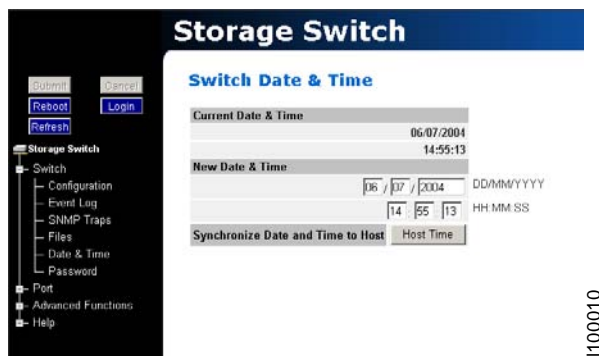 Storage Switch
Submit Cancel
Reboot Login
Refresh
Storage Switch
Switch
Configuration
Event Log
SNMP Traps
Files
Date & Time
Password
Port
Advanced Functions
Help
Switch Date & Time
Current Date & Time
06/07/2004
14:55:13
New Date & Time
06 / 07 / 2004 DD/MM/YYYY
14 : 55 : 13 HH:MM:SS
Synchronize Date and Time to Host Host Time
I100010